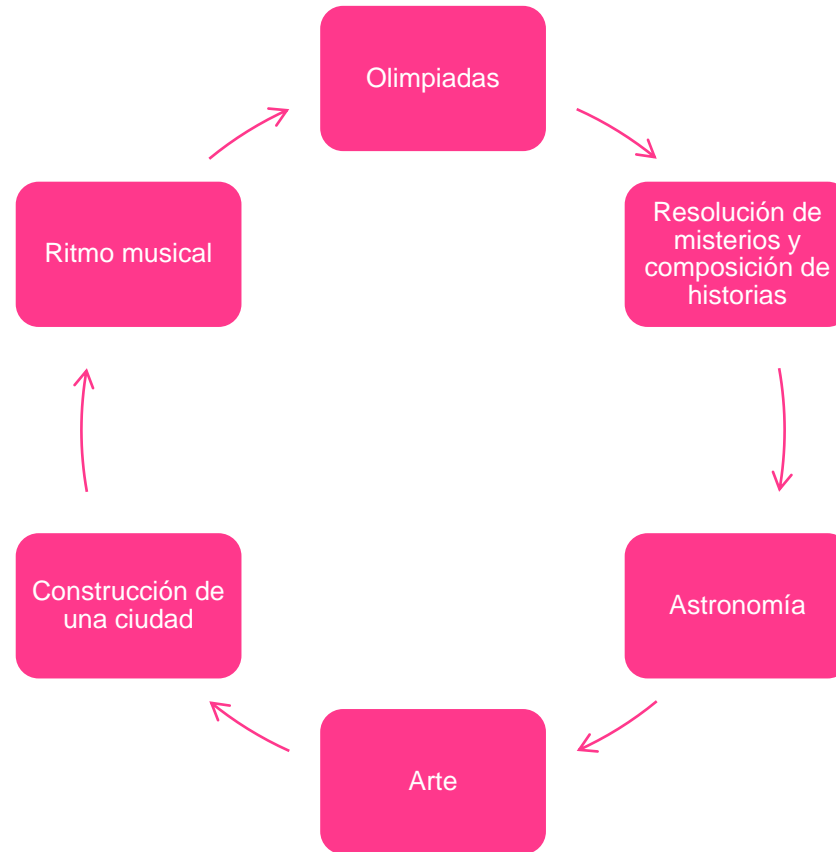 Olimpiadas
Resolución de
misterios y
composición de
historias
Astronomía
Arte
Construcción de
una ciudad
Ritmo musical